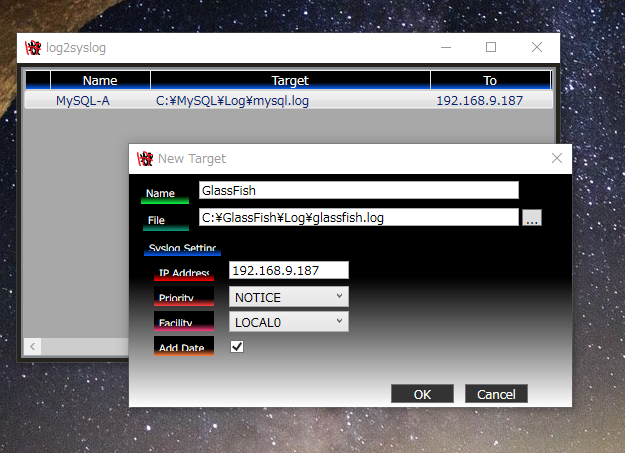 log2syslog
Name Target To
MySQL-A C:¥MySQL¥Log¥mysql.log 192.168.9.187
New Target
Name GlassFish
File C:¥GlassFish¥Log¥glassfish.log ...
Syslog Setting
IP Address 192.168.9.187
Priority NOTICE
Facility LOCAL0
Add Date
OK Cancel